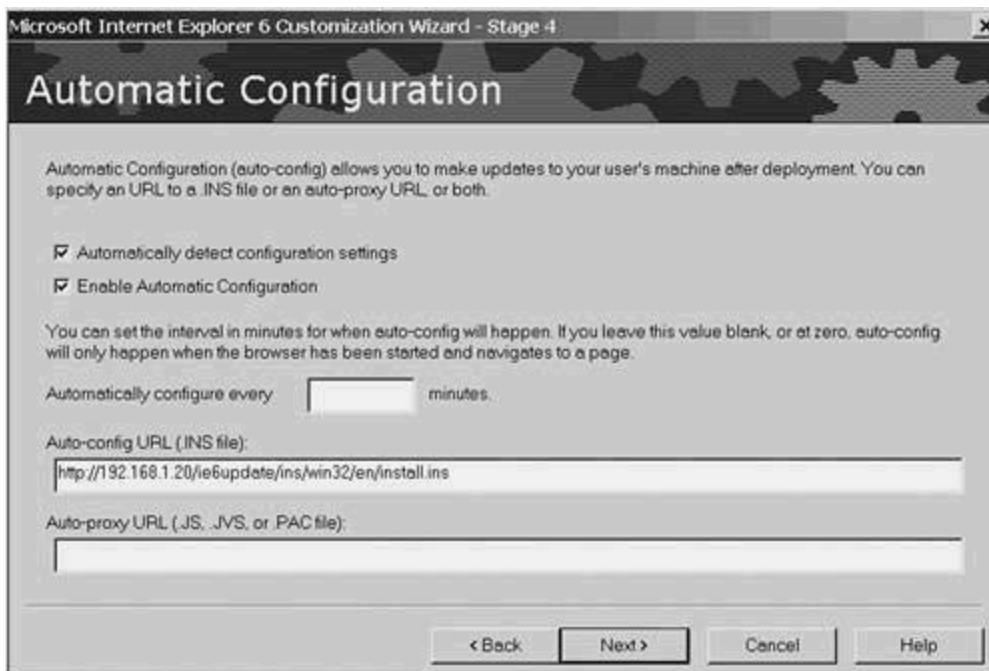 Microsoft Internet Explorer 6 Customization Wizard - Stage 4
Automatic Configuration
Automatic Configuration (auto-config) allows you to make updates to your user's machine after deployment. You can
specify an URL to a .INS file or an auto-proxy URL, or both.
Automatically detect configuration settings
Enable Automatic Configuration
You can set the interval in minutes for when auto-config will happen. If you leave this value blank, or at zero, auto-config
will only happen when the browser has been started and navigates to a page.
Automatically configure every minutes.
Auto-config URL (.INS file):
http://192.168.1.20/ie6update/ins/win32/en/install.ins
Auto-proxy URL (.JS, .JVS, or .PAC file):
< Back Next > Cancel Help